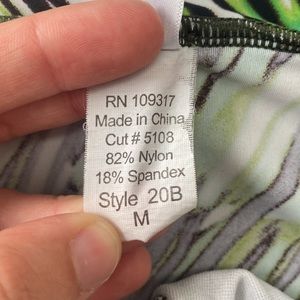 RN 109317
Made in China
Cut # 5108
82% Nylon
18% Spandex
Style 20B
M